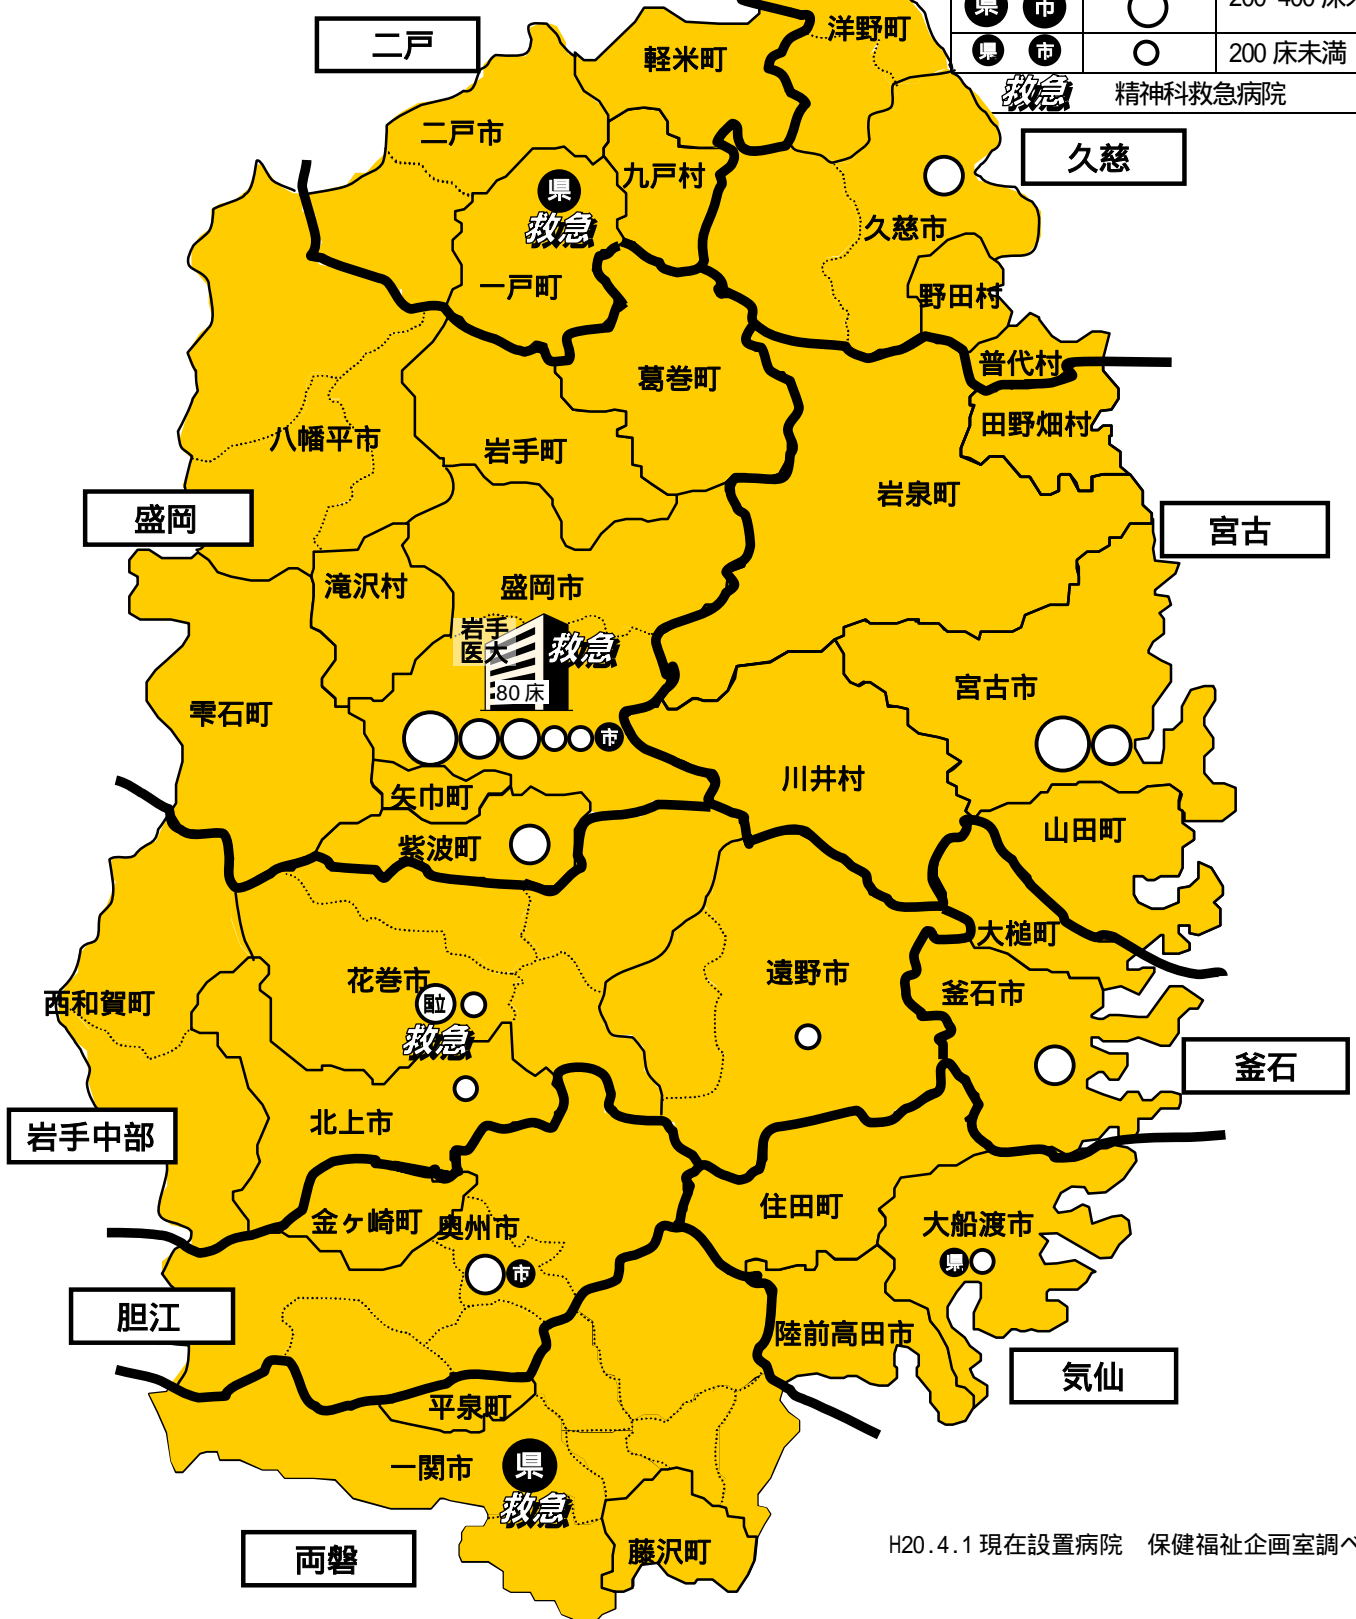 二戸
洋野町
軽米町
県 市
県 市 200 床未満
救急 精神科救急病院
二戸市
久慈
九戸村
県
救急
久慈市
一戸町
野田村
普代村
葛巻町
田野畑村
八幡平市
岩手町
岩泉町
盛岡
宮古
滝沢村
盛岡市
岩手
医大
救急
80 床
宮古市
雫石町
市
川井村
矢巾町
山田町
紫波町
大槌町
遠野市
花巻市
西和賀町
釜石市
国立
救急
釜石
北上市
岩手中部
住田町
金ヶ崎町
奥州市
大船渡市
県
市
胆江
陸前高田市
気仙
平泉町
一関市
県
救急
両磐
藤沢町
H20.4.1 現在設置病院 保健福祉企画室調べ